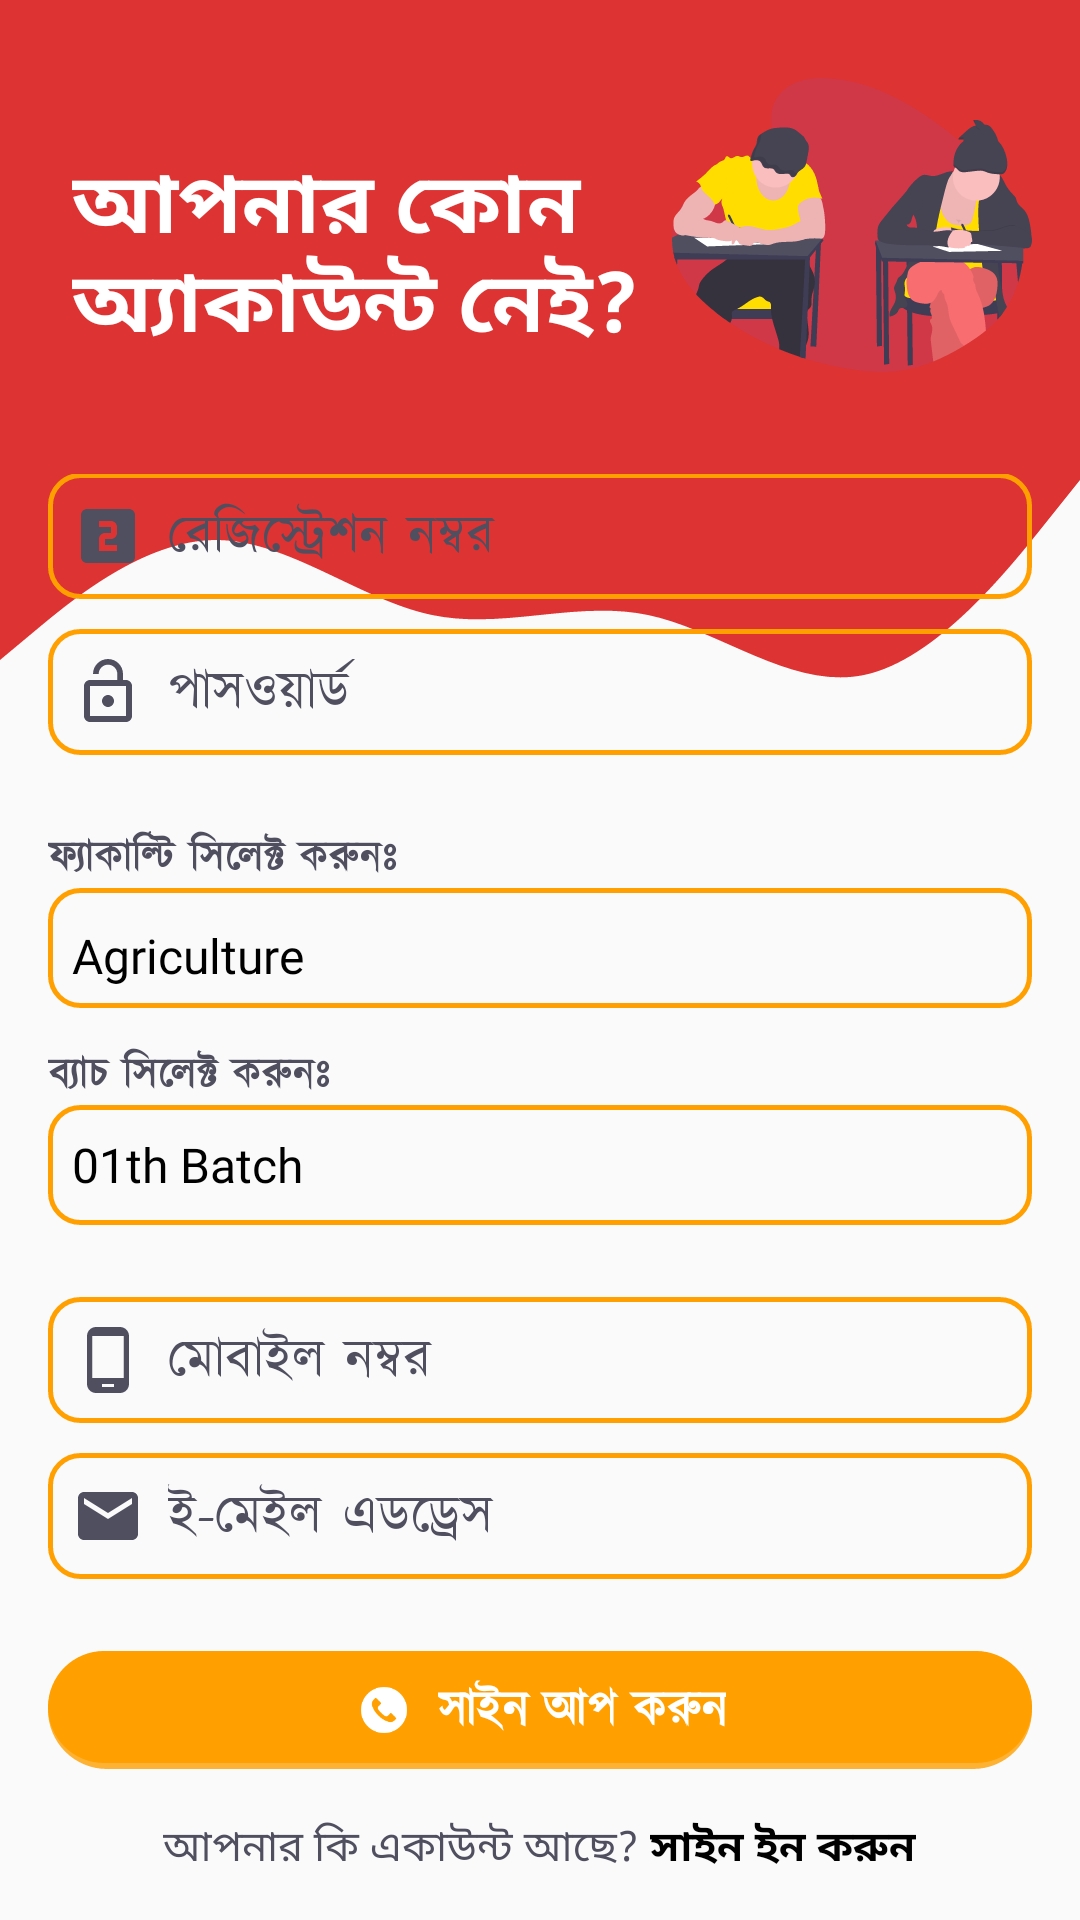 আপনার কোন
অ্যাকাউন্ট নেই?
রেজিস্ট্রেশন নম্বর
পাসওয়ার্ড
ফ্যাকাল্টি সিলেক্ট করুনঃ
Agriculture
ব্যাচ সিলেক্ট করুনঃ
01th Batch
মোবাইল নম্বর
ই-মেইল এডড্রেস
সাইন আপ করুন
আপনার কি একাউন্ট আছে? সাইন ইন করুন